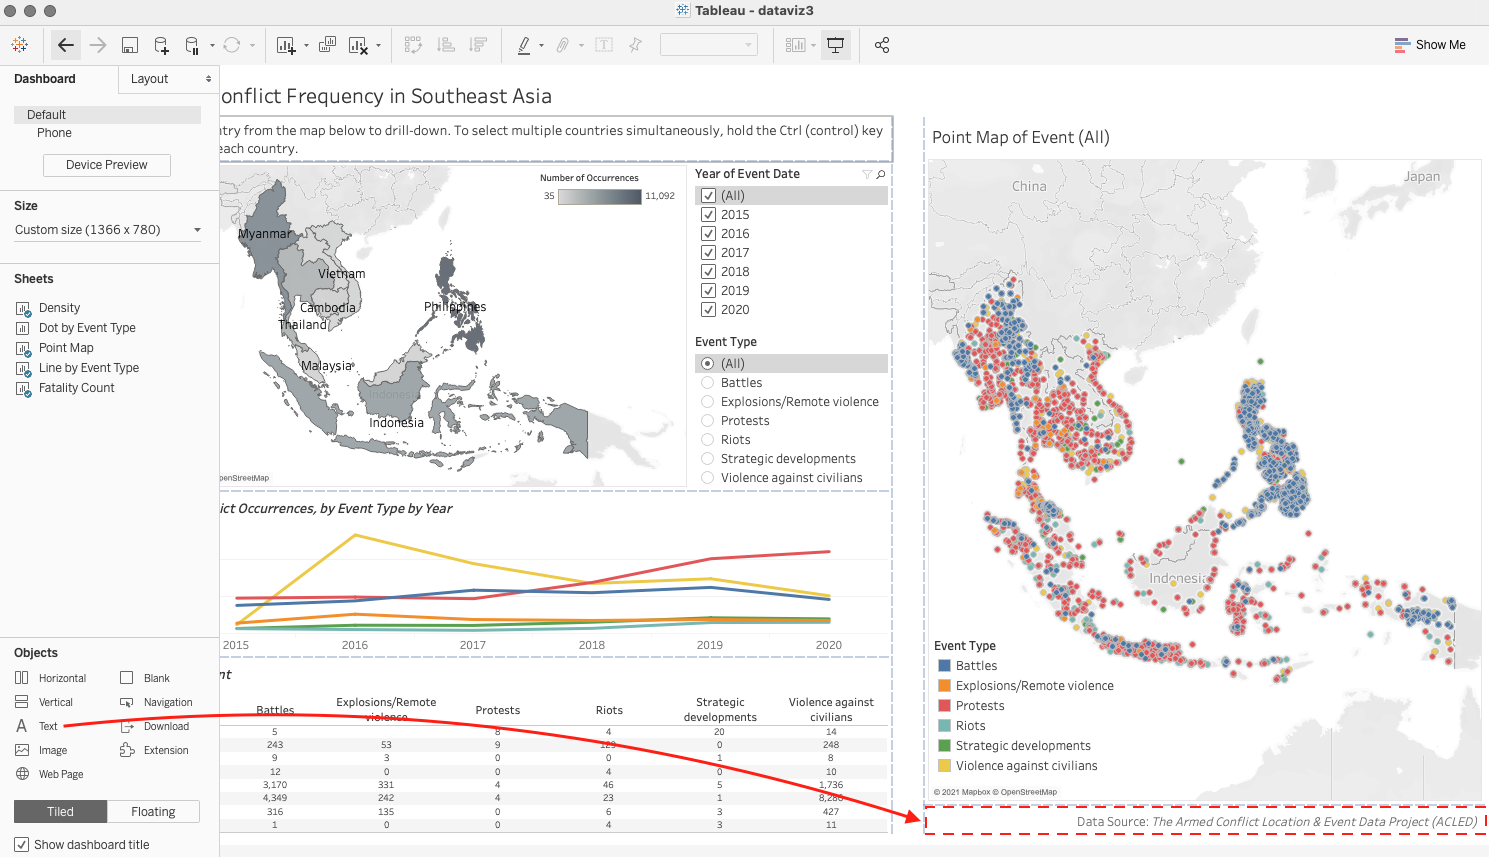 Tableau - dataviz3
Show Me
Dashboard
Layout
Default
Phone
Device Preview
Size
Custom size (1366 x 780)
Sheets
Density
Dot by Event Type
Point Map
Line by Event Type
Fatality Count
Objects
Horizontal
Blank
Vertical
Navigation
A Text
Download
Image
Extension
Web Page
Tiled
Floating
Show dashboard title
onflict Frequency in Southeast Asia
ntry from the map below to drill-down. To select multiple countries simultaneously, hold the Ctrl (control) key
each country.
Number of Occurrences
35
11,092
Myanmar
Vietnam
Cambodia
Thailand
Philippines
Malaysia
Indonesia
penStreetMap
Year of Event Date
(All)
2015
2016
2017
2018
2019
2020
Event Type
(All)
Battles
Explosions/Remote violence
Protests
Riots
Strategic developments
Violence against civilians
ict Occurrences, by Event Type by Year
2015 2016 2017 2018 2019 2020
nt
Battles Explosions/Remote violence Protests Riots Strategic developments Violence against civilians
5 8 4 20 14
243 53 9 129 0 248
9 3 0 0 1 8
12 0 0 4 0 10
3,170 331 4 46 5 1,736
4,349 242 4 23 1 8,286
316 135 0 6 3 427
1 0 0 4 3 11
Point Map of Event (All)
China
Japan
Indonesia
Event Type
Battles
Explosions/Remote violence
Protests
Riots
Strategic developments
Violence against civilians
© 2021 Mapbox © OpenStreetMap
Data Source: The Armed Conflict Location & Event Data Project (ACLED)